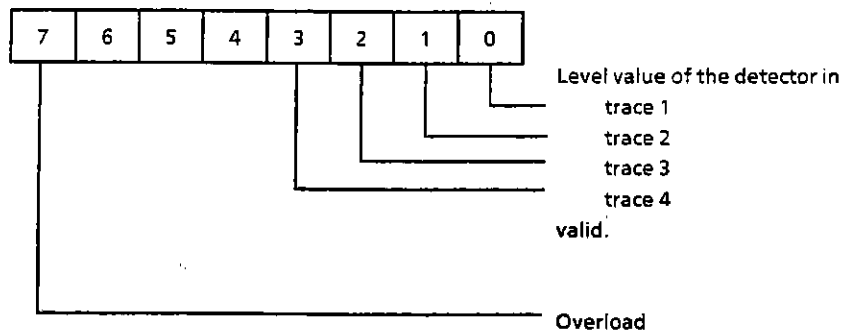 7 6 5 4 3 2 1 0
Level value of the detector in
trace 1
trace 2
trace 3
trace 4
valid.
Overload